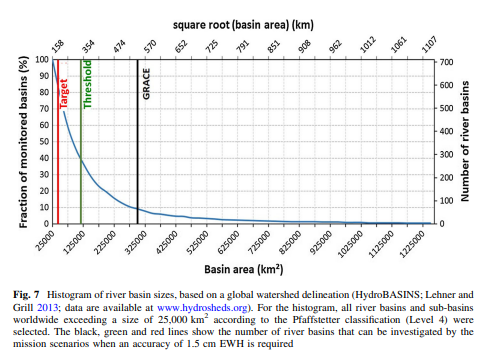 square root (basin area) (km)
158 354 474 570 652 725 791 851 908 962 1012 1061 1107
Fraction of monitored basins (%)
100
90
80
70
60
50
40
30
20
10
0
Target
Threshold
GRACE
700
600
500
400
300
200
100
0
Number of river basins
25000 125000 225000 325000 425000 525000 625000 725000 825000 925000 1025000 1125000 1225000
Basin area (km²)
Fig. 7 Histogram of river basin sizes, based on a global watershed delineation (HydroBASINS; Lehner and
Grill 2013; data are available at www.hydrosheds.org). For the histogram, all river basins and sub-basins
worldwide exceeding a size of 25,000 km² according to the Pfaffstetter classification (Level 4) were
selected. The black, green and red lines show the number of river basins that can be investigated by the
mission scenarios when an accuracy of 1.5 cm EWH is required